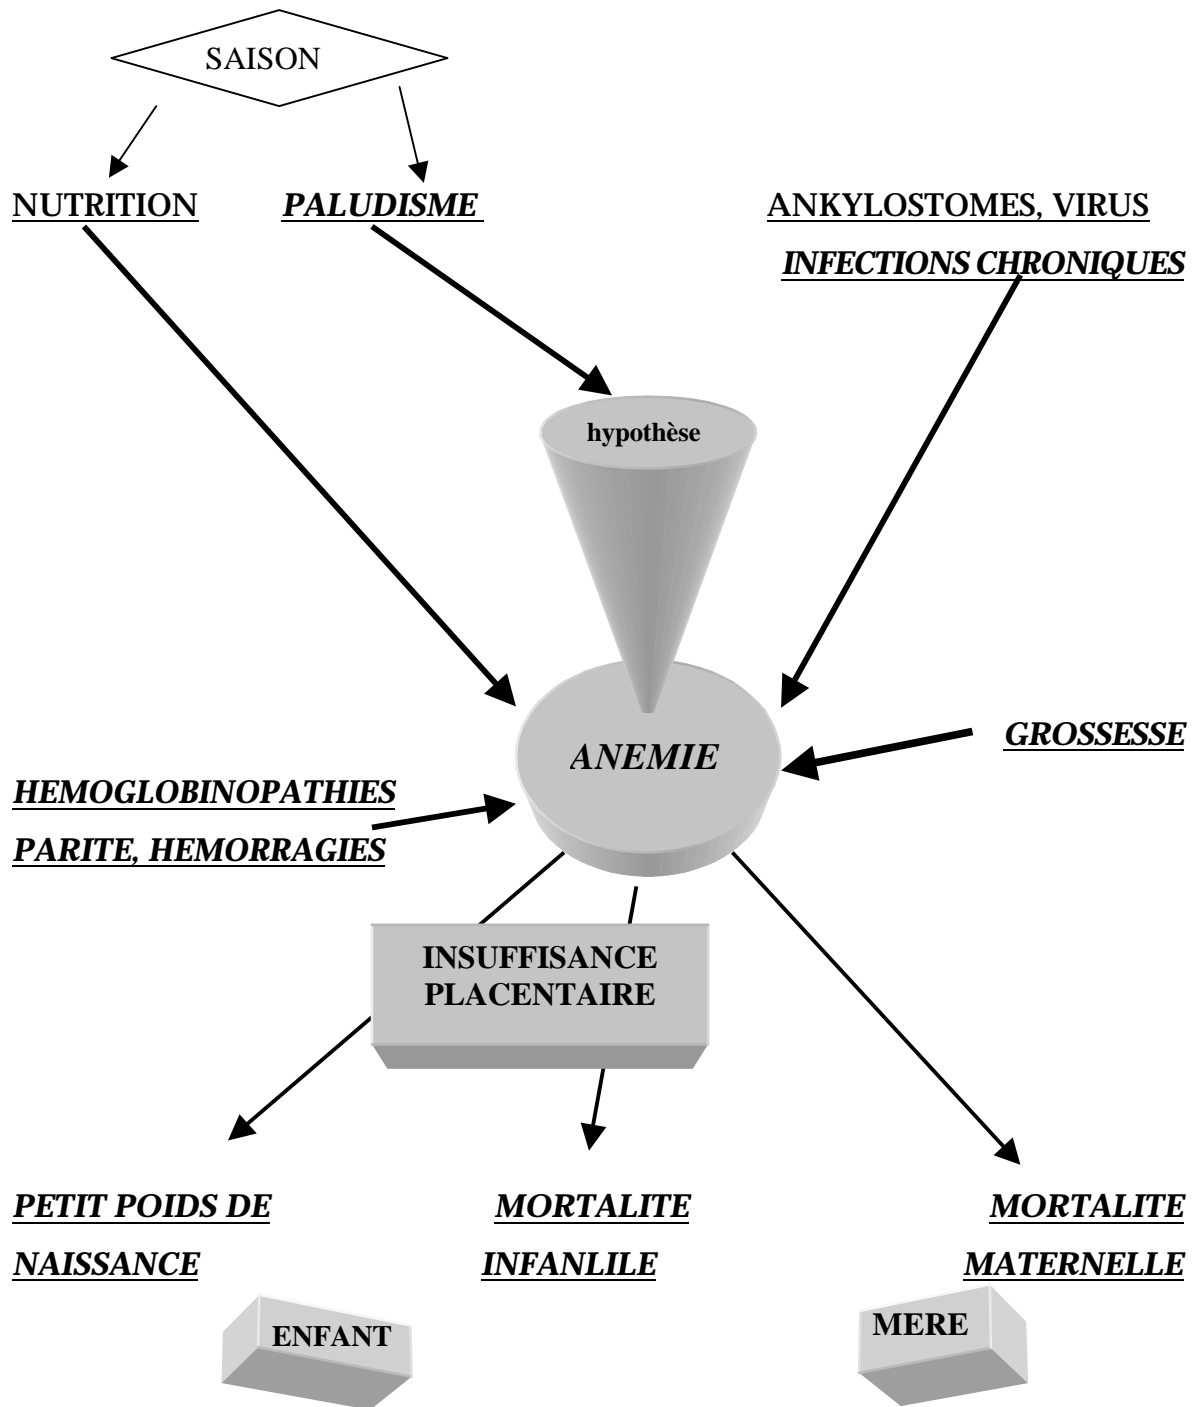 SAISON
NUTRITION
PALUDISME
ANKYLOSTOMES, VIRUS
INFECTIONS CHRONIQUES
hypothèse
ANEMIE
GROSSESSE
HEMOGLOBINOPATHIES
PARITE, HEMORRAGIES
INSUFFISANCE
PLACENTAIRE
PETIT POIDS DE
NAISSANCE
MORTALITE
INFANLILE
MORTALITE
MATERNELLE
ENFANT
MERE